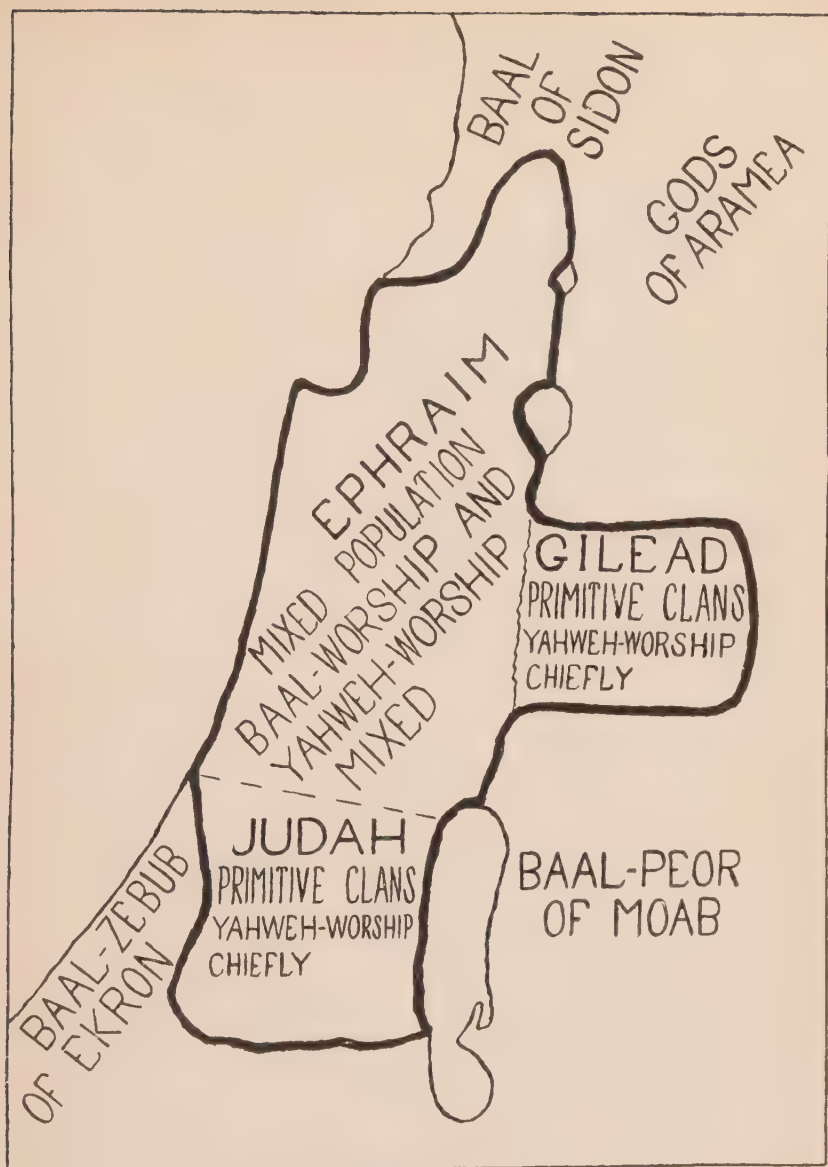 BAAL
OF
SIDON
GODS
OF ARAMEA
EPHRAIM
MIXED POPULATION
BAAL-WORSHIP AND
YAHWEH-WORSHIP
MIXED
GILEAD
PRIMITIVE CLANS
YAHWEH-WORSHIP
CHIEFLY
JUDAH
PRIMITIVE CLANS
YAHWEH-WORSHIP
CHIEFLY
BAAL-PEOR
OF MOAB
BAAL-ZEBUB
OF EKRON